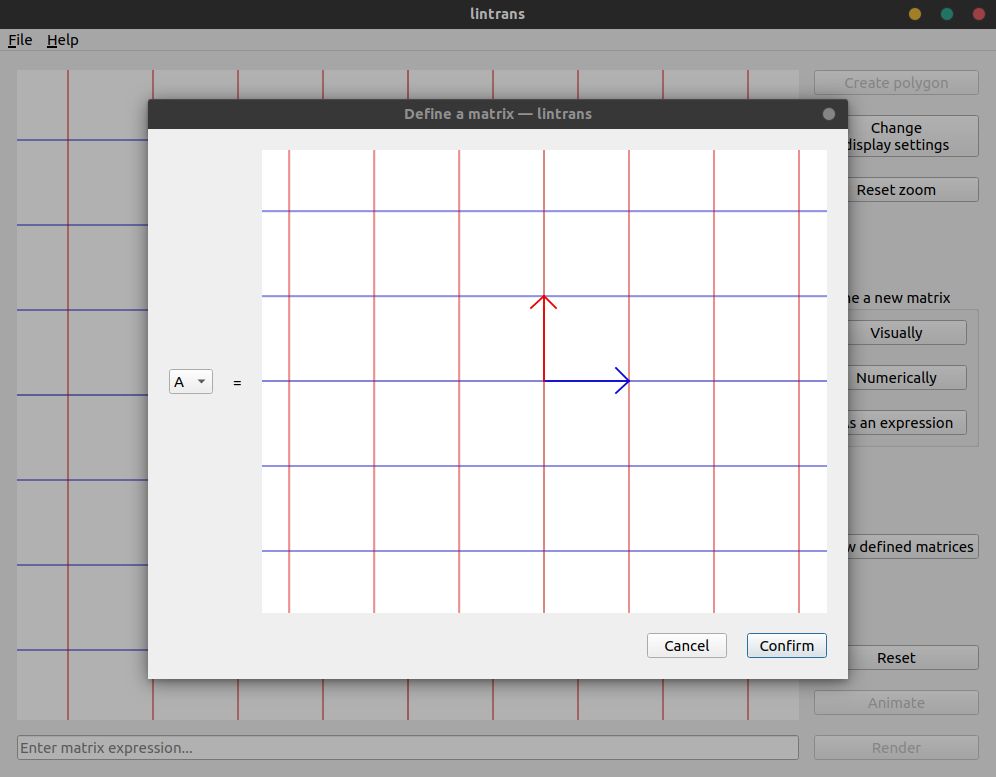 lintrans
File Help
Create polygon
Define a matrix — lintrans
Change
display settings
Reset zoom
a new matrix
Visually
A =
Numerically
an expression
defined matrices
Cancel Confirm
Reset
Animate
Enter matrix expression...
Render